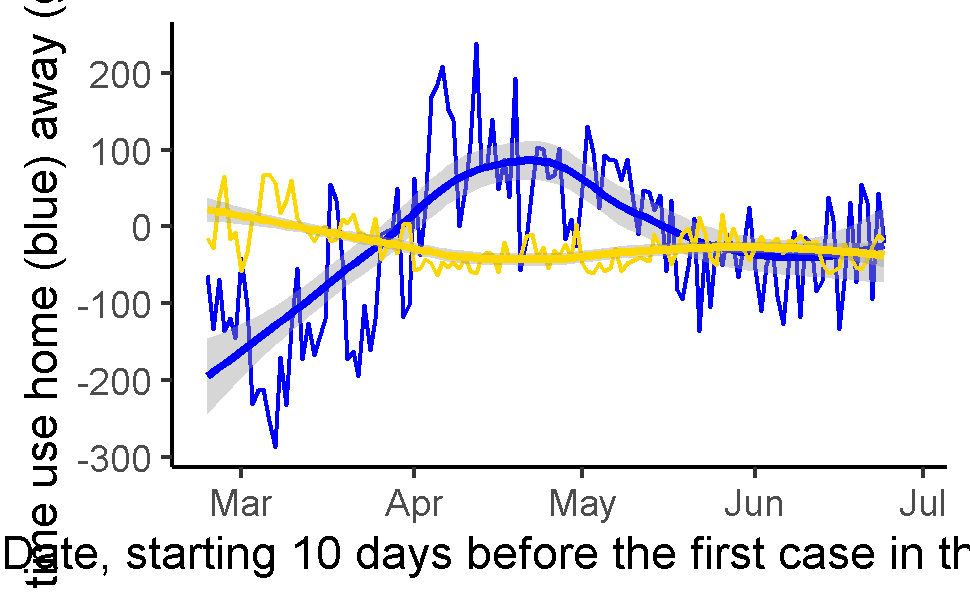 time use home (blue) away (
200
100
0
-100
-200
-300
Mar Apr May Jun Jul
Date, starting 10 days before the first case in th